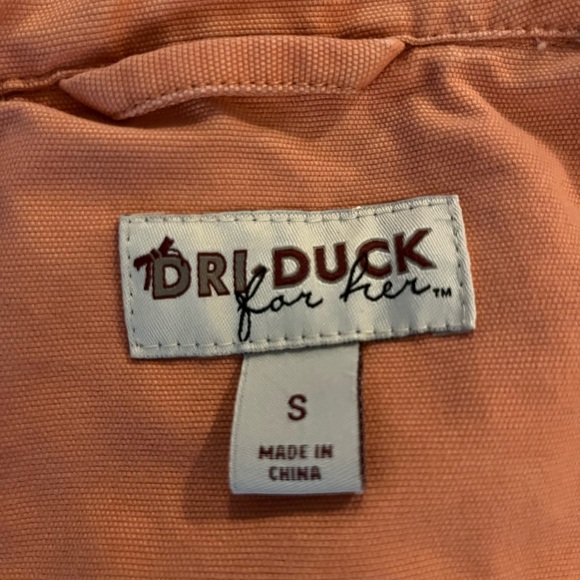 DRI DUCK
for her™
S
MADE IN
CHINA